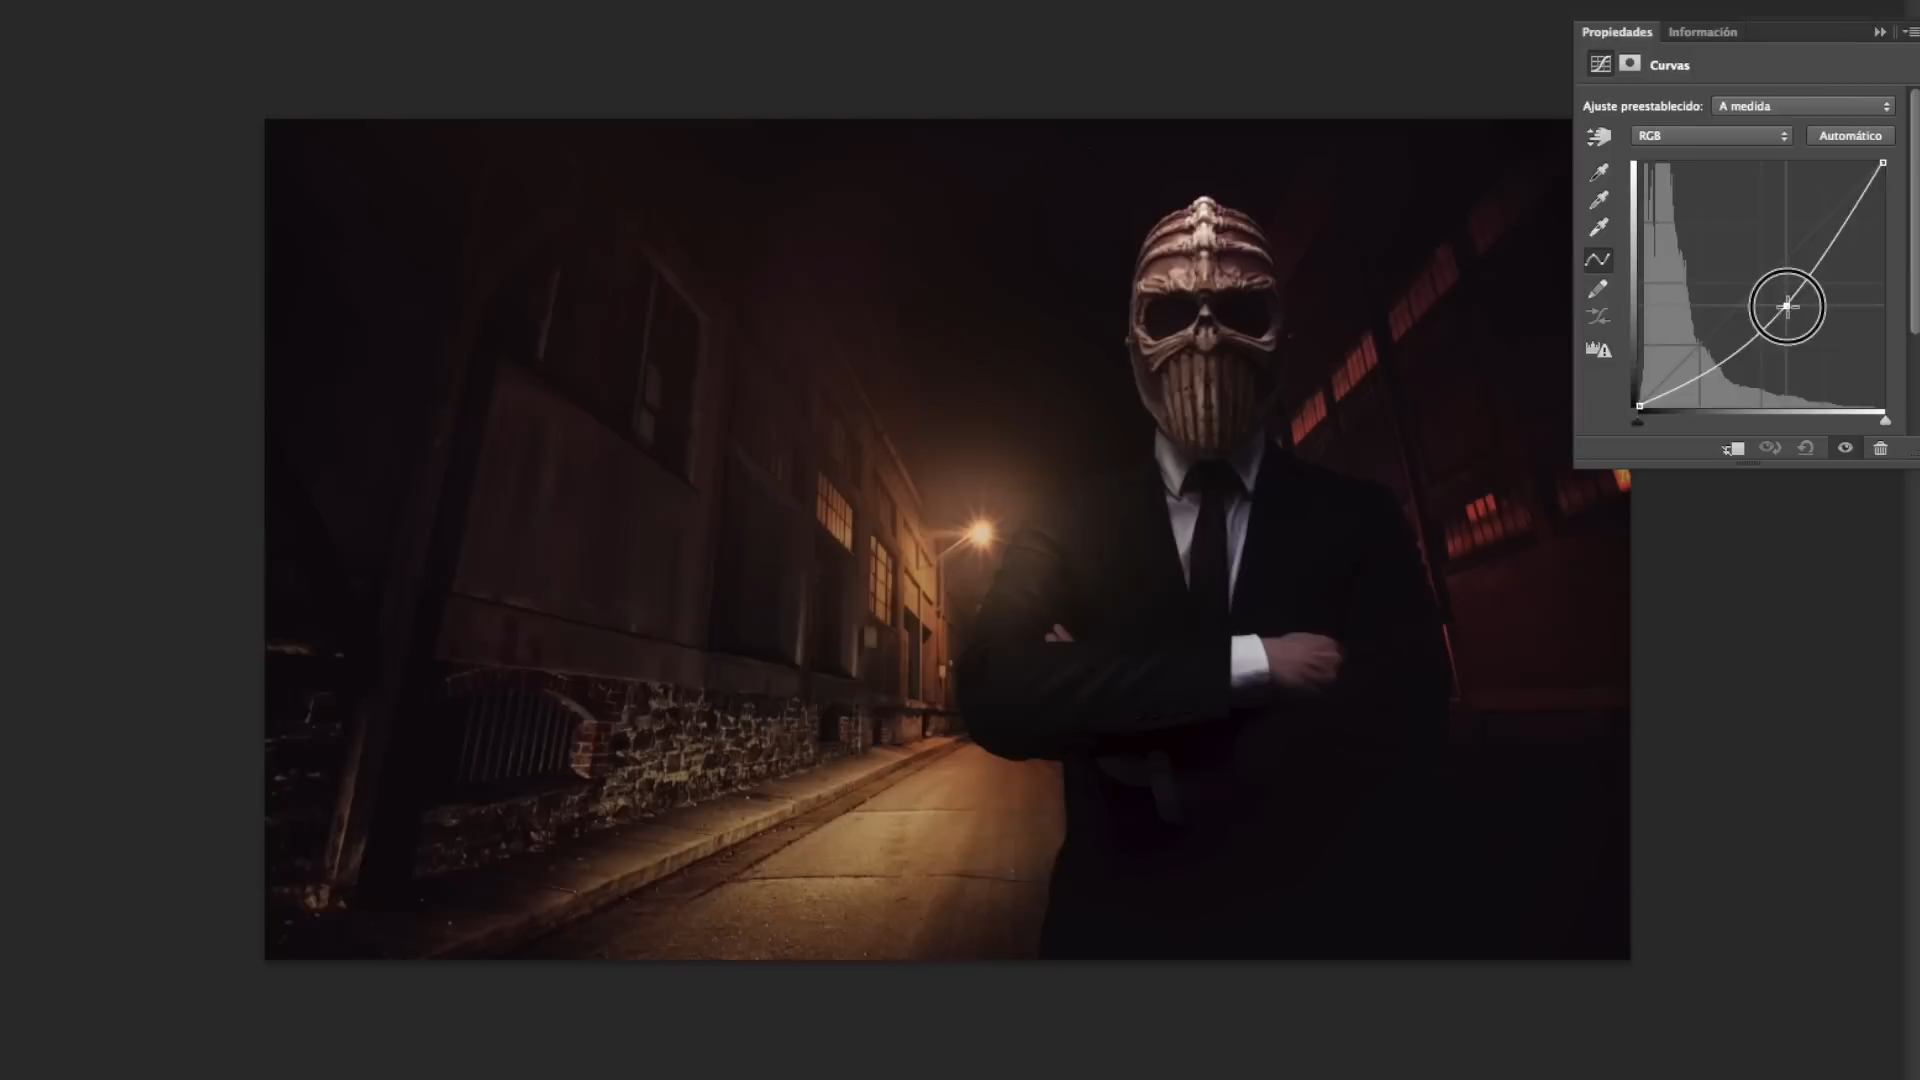 Propiedades Información
Curvas
Ajuste preestablecido: A medida
RGB Automático